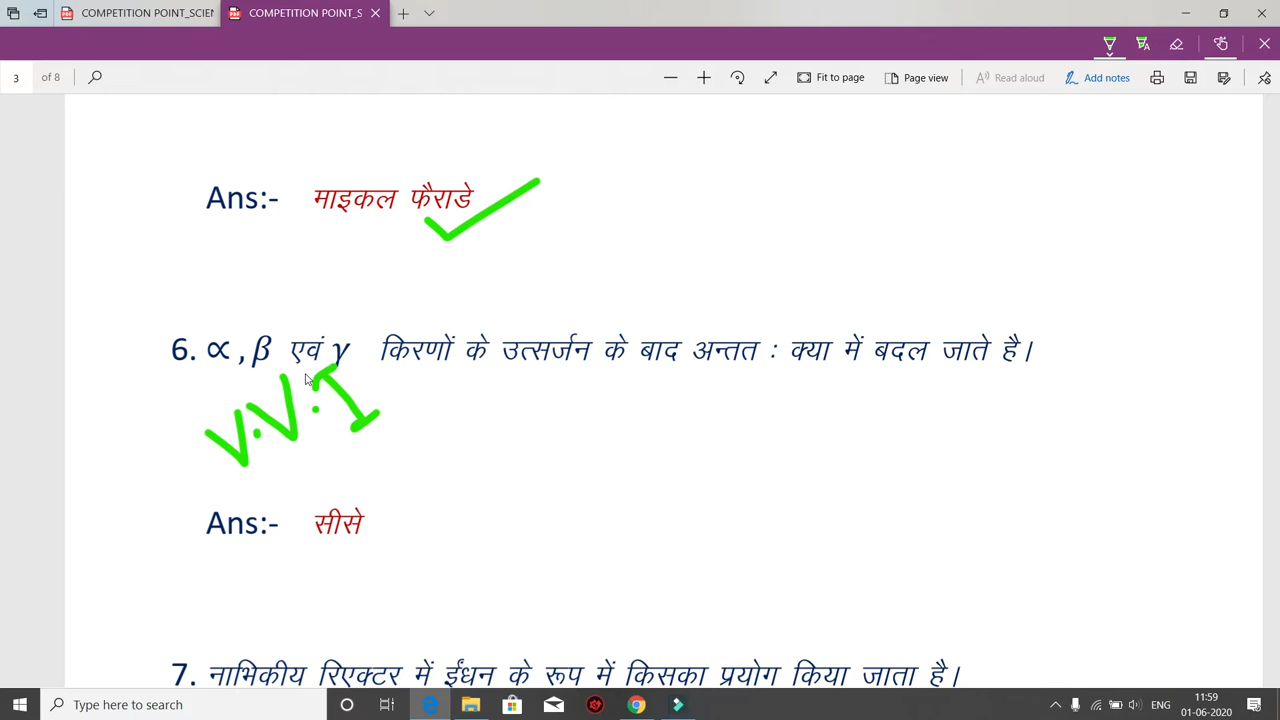 COMPETITION POINT_SCIEN
COMPETITION POINT_S
3 of 8
Fit to page
Page view
Read aloud
Add notes
Ans:- माइकल फैराडे
6. ∝ , β एवं γ किरणों के उत्सर्जन के बाद अन्तत : क्या में बदल जाते है।
V.V.I
Ans:- सीसे
7. नाभिकीय रिएक्टर में ईंधन के रूप में किसका प्रयोग किया जाता है।
Type here to search
ENG
11:59
01-06-2020